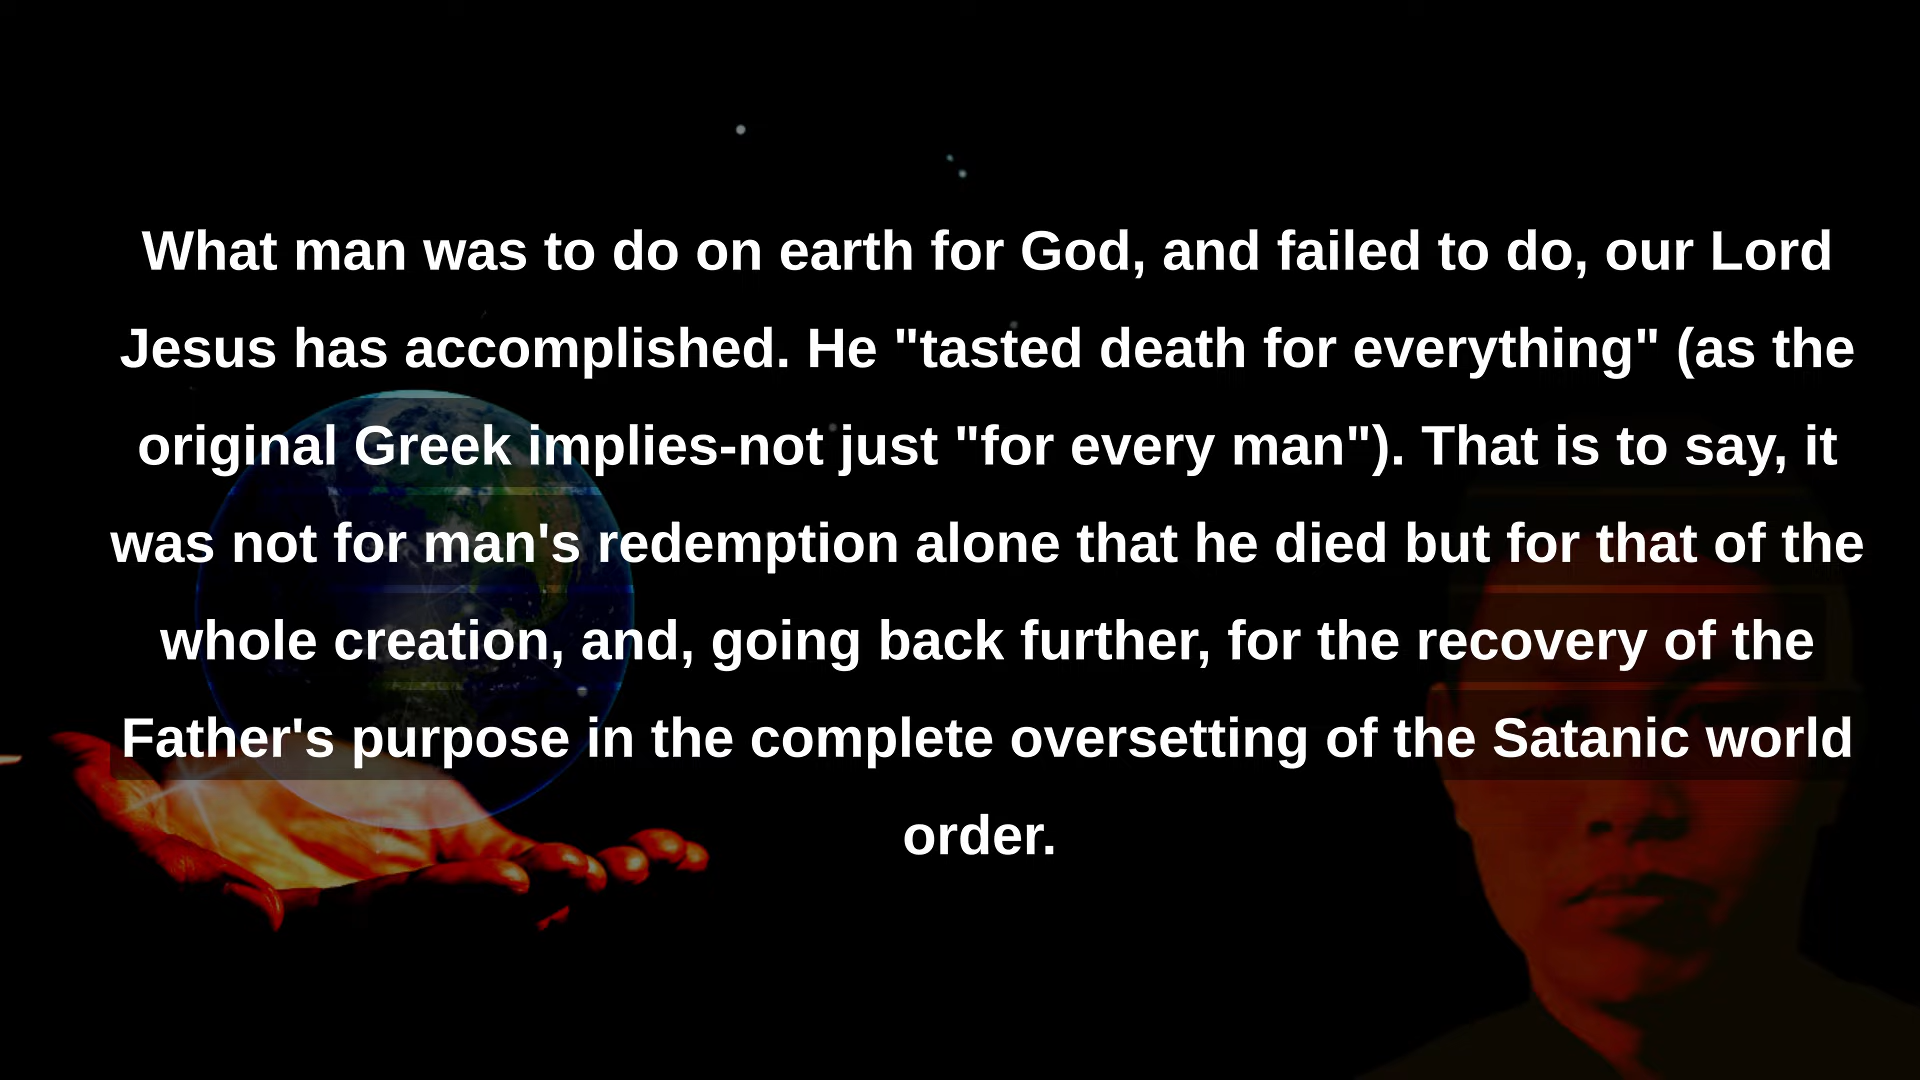 What man was to do on earth for God, and failed to do, our Lord
Jesus has accomplished. He "tasted death for everything" (as the
original Greek implies-not just "for every man"). That is to say, it
was not for man's redemption alone that he died but for that of the
whole creation, and, going back further, for the recovery of the
Father's purpose in the complete oversetting of the Satanic world
order.